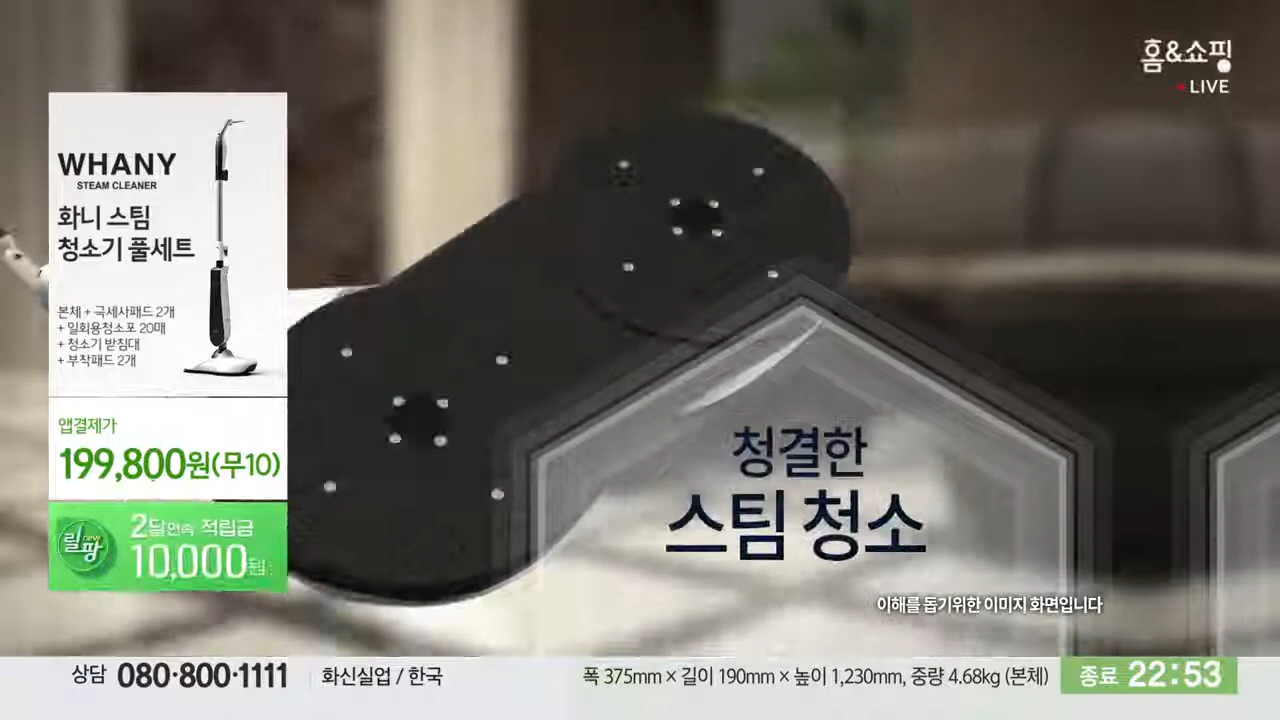 홈&쇼핑
LIVE
WHANY
STEAM CLEANER
화니 스팀
청소기 풀세트
본체 + 극세사패드 2개
+ 일회용청소포 20매
+ 청소기 받침대
+ 부착패드 2개
앱결제가
199,800원(무10)
릴팡
2달연속 적립금
10,000원
청결한
스팀 청소
이해를 돕기위한 이미지 화면입니다
상담 080·800·1111
화신실업 / 한국
폭 375mm × 길이 190mm × 높이 1,230mm, 중량 4.68kg (본체)
종료 22:53